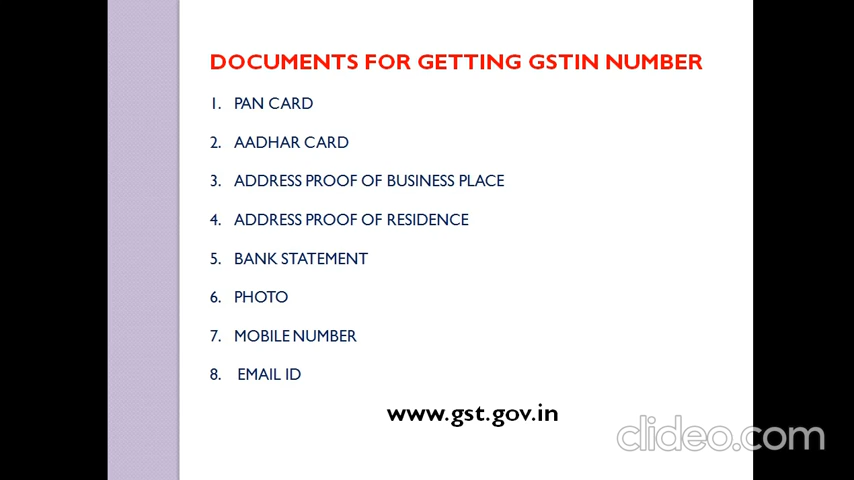 DOCUMENTS FOR GETTING GSTIN NUMBER
1. PAN CARD
2. AADHAR CARD
3. ADDRESS PROOF OF BUSINESS PLACE
4. ADDRESS PROOF OF RESIDENCE
5. BANK STATEMENT
6. PHOTO
7. MOBILE NUMBER
8. EMAIL ID
www.gst.gov.in
clideo.com